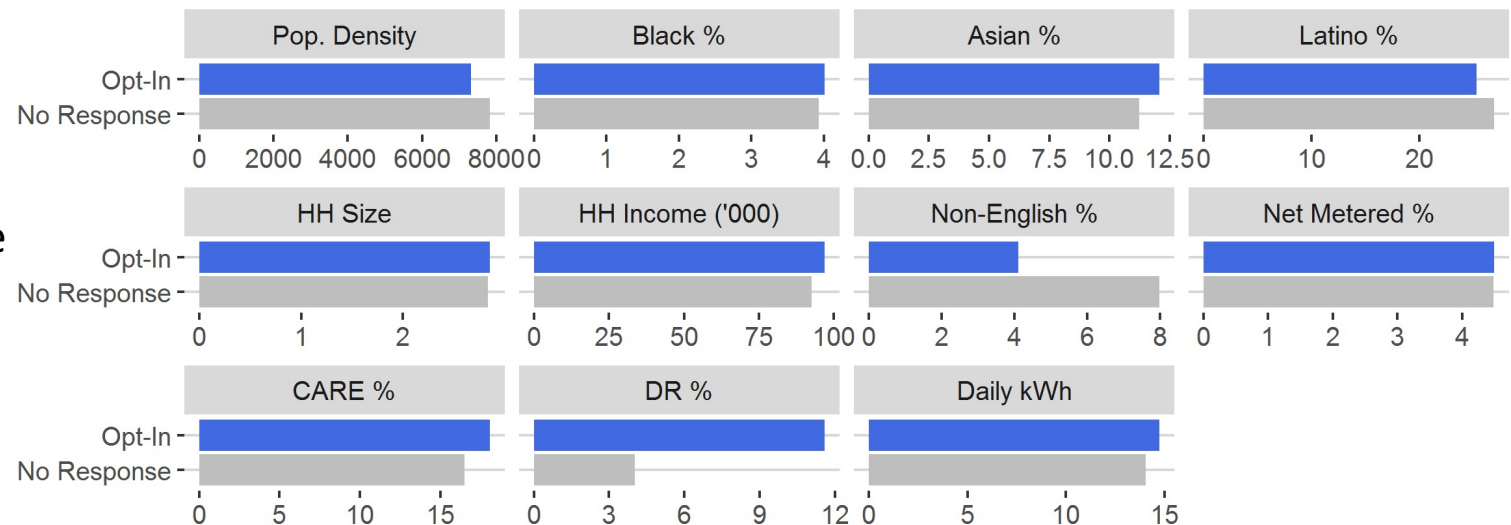 Pop. Density Black % Asian % Latino %
Opt-In
No Response
0 2000 4000 6000 8000 0 1 2 3 4 0.0 2.5 5.0 7.5 10.0 12.5 0 10 20
HH Size HH Income ('000) Non-English % Net Metered %
e
Opt-In
No Response
0 1 2 0 25 50 75 100 0 2 4 6 8 0 1 2 3 4
CARE % DR % Daily kWh
Opt-In
No Response
0 5 10 15 0 3 6 9 12 0 5 10 15